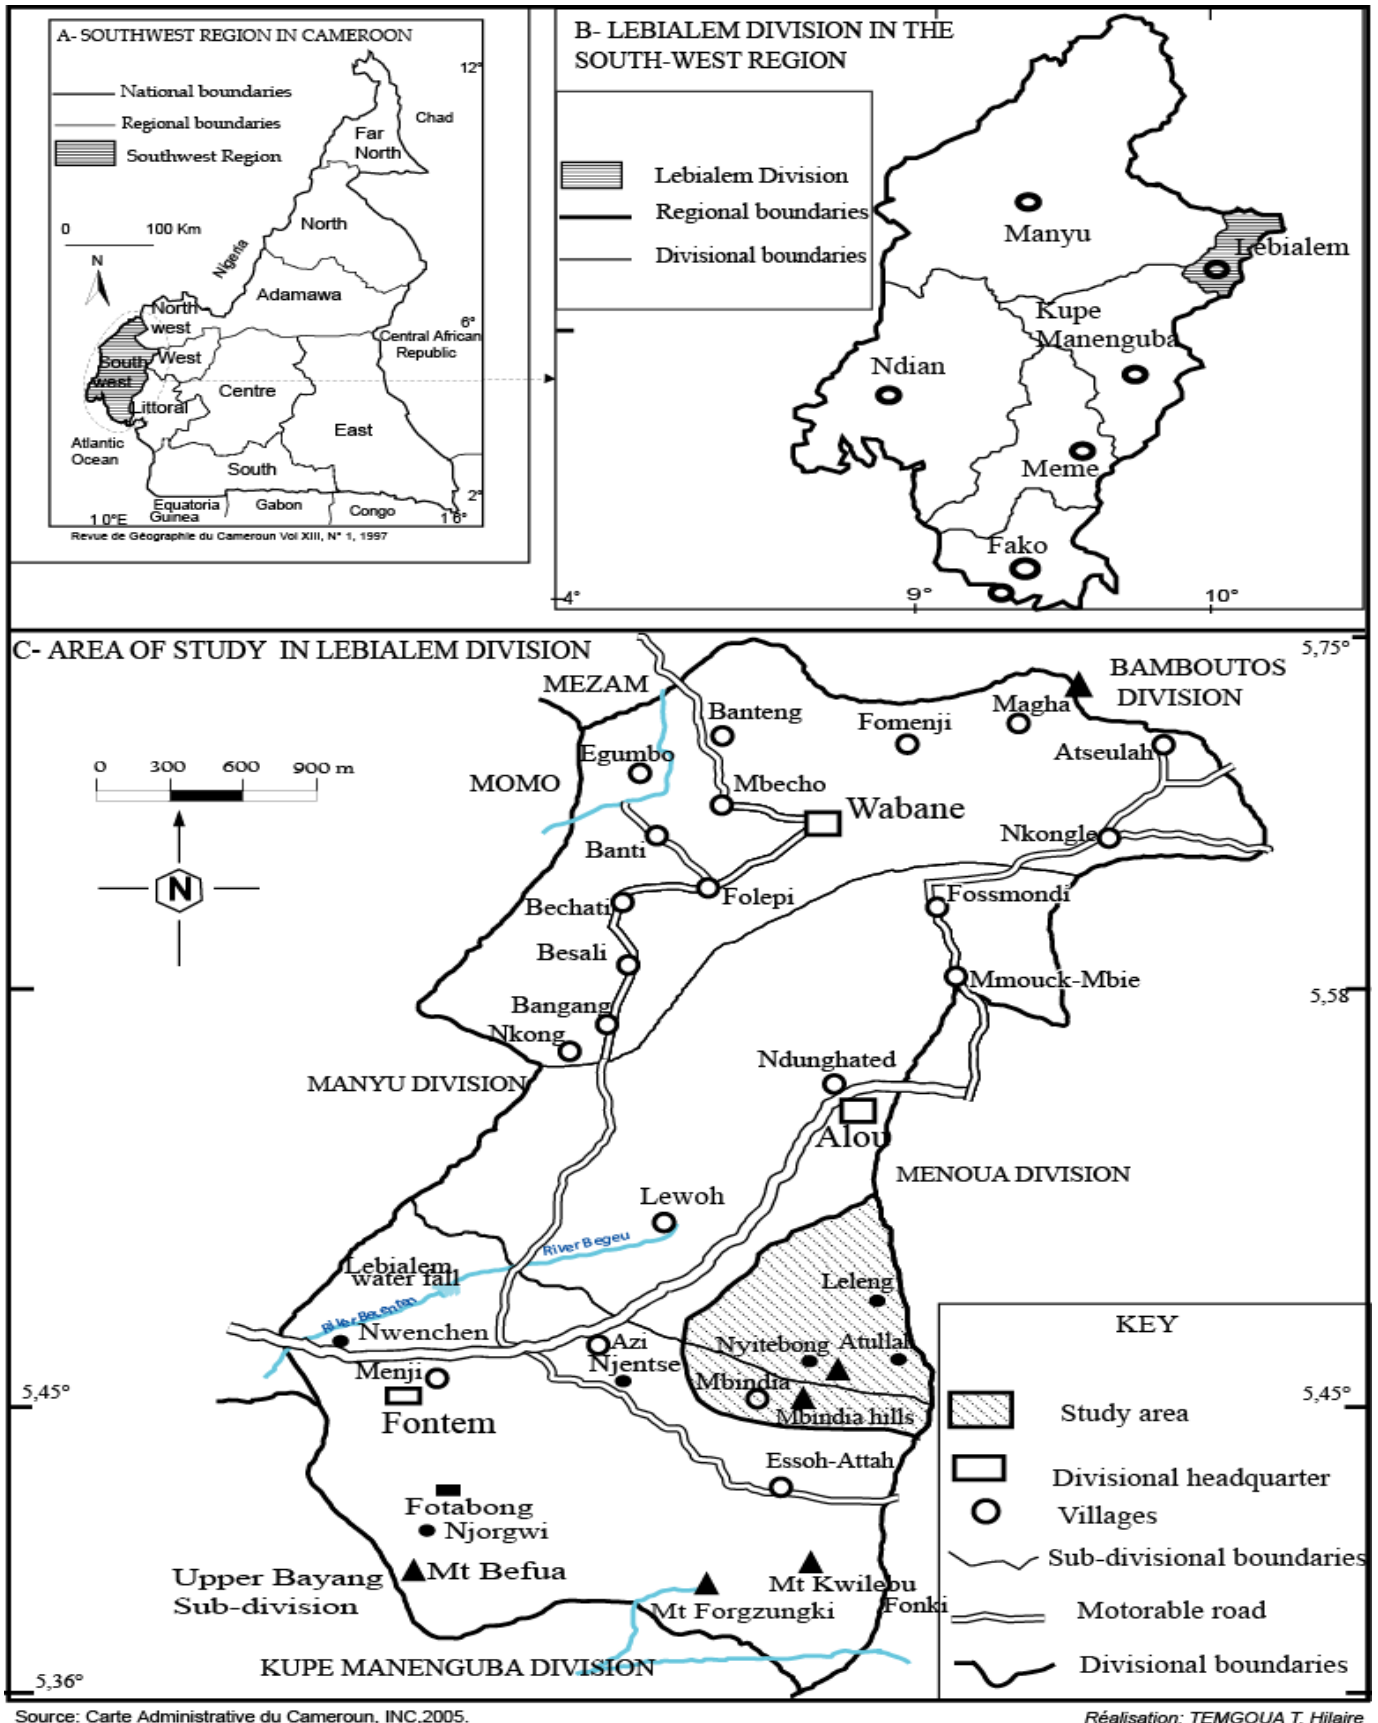 A- SOUTHWEST REGION IN CAMEROON
National boundaries
Regional boundaries
Southwest Region
0 100 Km
N
12°
Chad
Far
North
North
Nigeria
Adamawa
North
west
6°
Central African
Republic
South
west
West
Centre
Littoral
East
Atlantic
Ocean
South
2°
Equatoria
Guinea
Gabon
Congo
10°E
16°
Revue de Géographie du Cameroun Vol XIII, N° 1, 1997
B- LEBIALEM DIVISION IN THE
SOUTH-WEST REGION
Lebialem Division
Regional boundaries
Divisional boundaries
Manyu
Lebialem
Kupe
Manenguba
Ndian
Meme
Fako
4°
9°
10°
C- AREA OF STUDY IN LEBIALEM DIVISION
5,75°
MEZAM
BAMBOUTOS
DIVISION
Banteng
Fomenji
Magha
Atseulah
Egumbo
MOMO
0 300 600 900 m
Mbecho
Wabane
Nkongle
Banti
N
Folepi
Fossmondi
Bechati
Besali
Mmouck-Mbie
5,58
Bangang
Nkong
Ndunghated
MANYU DIVISION
Alou
MENOUA DIVISION
Lewoh
River Begeu
Lebialem
water fall
Leleng
River Becenten
Nwenchen
Azi
Nyitebong
Atullah
Njentse
Menji
Mbindia
Mbindia hills
5,45°
5,45°
Fontem
Essoh-Attah
Fotabong
Njorgwi
Mt Befua
Upper Bayang
Sub-division
Mt Kwilebu
Mt Forgzungki
Fonki
KUPE MANENGUBA DIVISION
5,36°
KEY
Study area
Divisional headquarter
Villages
Sub-divisional boundaries
Motorable road
Divisional boundaries
Source: Carte Administrative du Cameroun. INC.2005.
Réalisation: TEMGOUA T. Hilaire